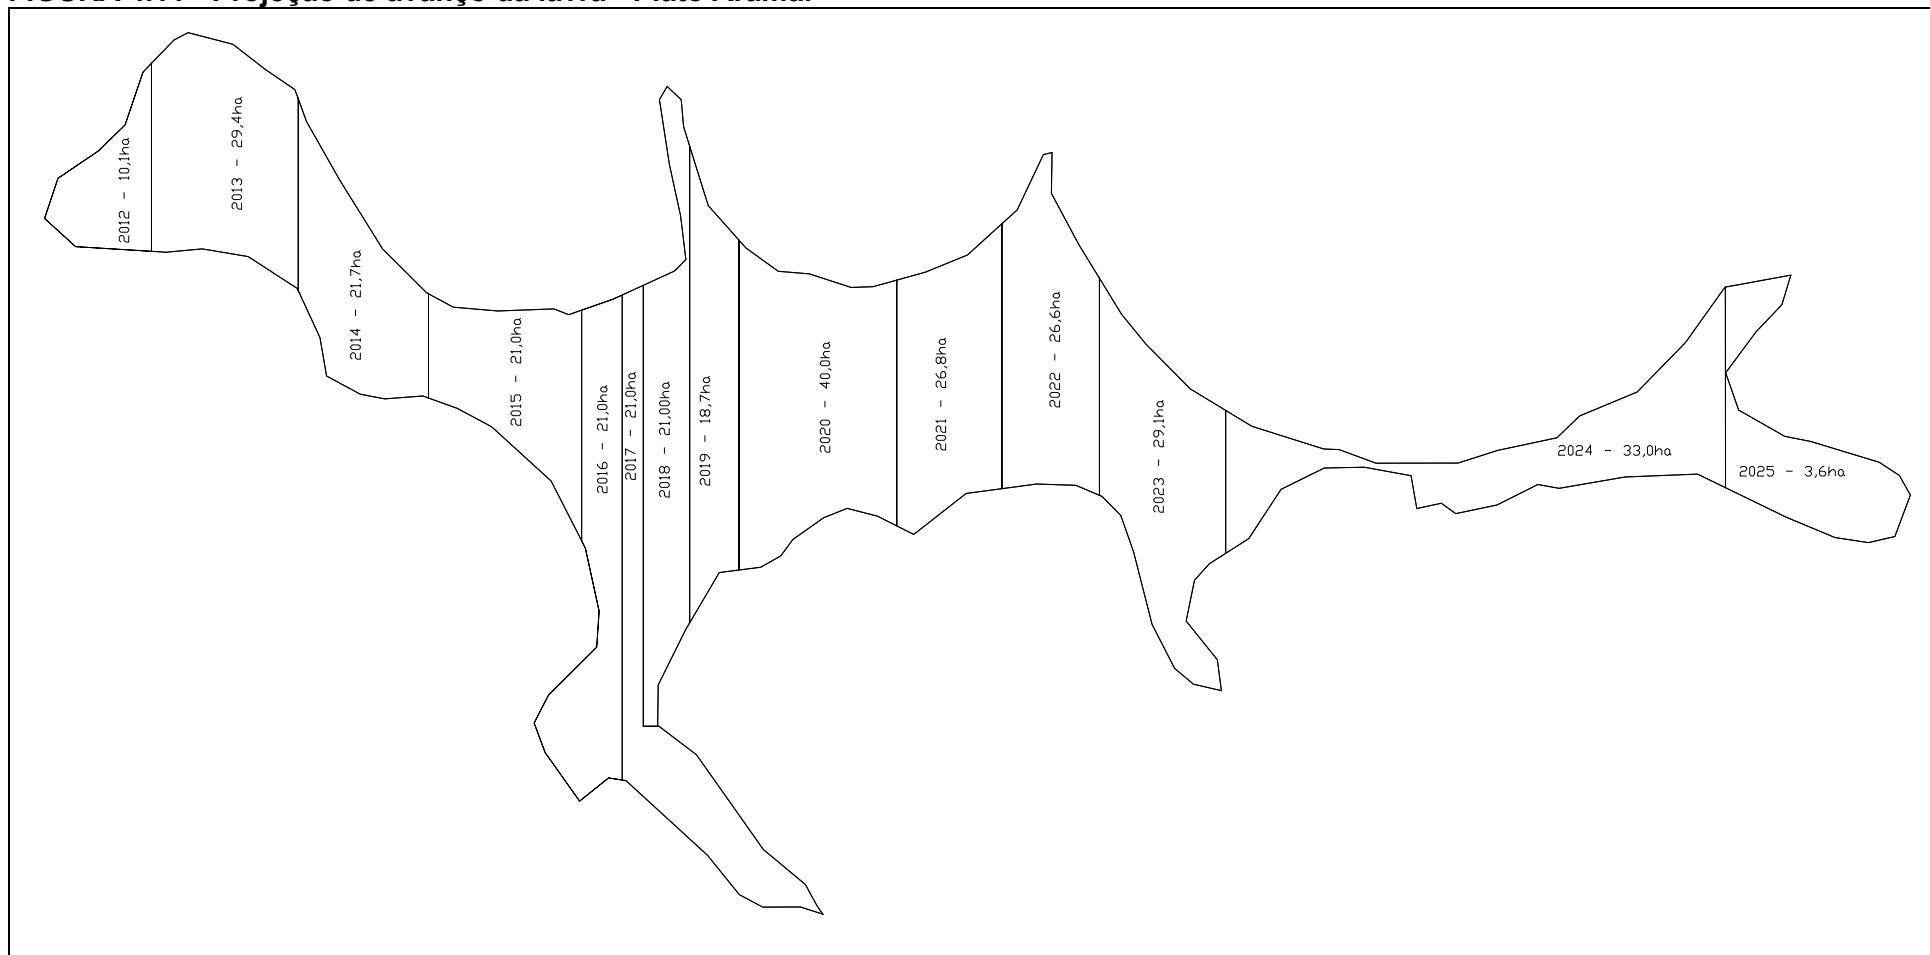 2012 - 10,1ha
2013 - 29,4ha
2014 - 21,7ha
2015 - 21,0ha
2016 - 21,0ha
2017 - 21,0ha
2018 - 21,00ha
2019 - 18,7ha
2020 - 40,0ha
2021 - 26,8ha
2022 - 26,6ha
2023 - 29,1ha
2024 - 33,0ha
2025 - 3,6ha